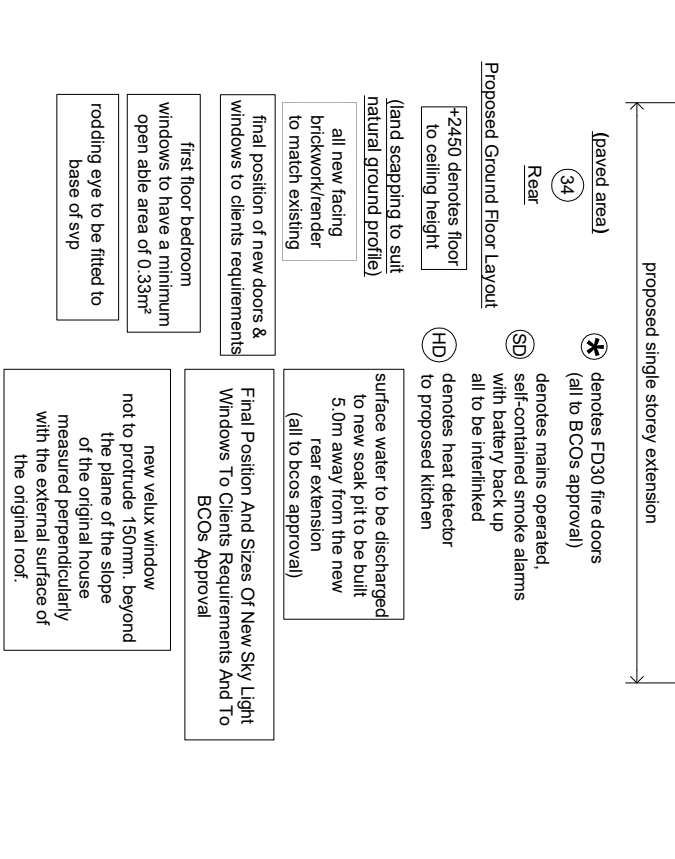 proposed single storey extension
(paved area)
34
Rear
Proposed Ground Floor Layout
+2450 denotes floor
to ceiling height
(land scapping to suit
natural ground profile)
all new facing
brickwork/render
to match existing
final position of new doors &
windows to clients requirements
first floor bedroom
windows to have a minimum
open able area of 0.33m²
rodding eye to be fitted to
base of svp
* denotes FD30 fire doors
(all to BCOs approval)
SD denotes mains operated,
self-contained smoke alarms
with battery back up
all to be interlinked
HD denotes heat detector
to proposed kitchen
surface water to be discharged
to new soak pit to be built
5.0m away from the new
rear extension
(all to bcos approval)
Final Position And Sizes Of New Sky Light
Windows To Clients Requirements And To
BCOs Approval
new velux window
not to protrude 150mm. beyond
the plane of the slope
of the original house
measured perpendicularly
with the external surface of
the original roof.